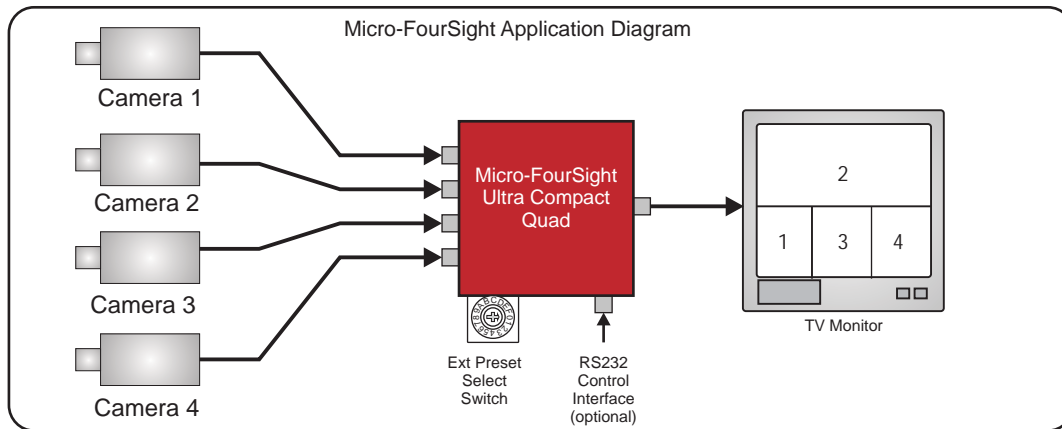 Micro-FourSight Application Diagram
Camera 1
Camera 2
Camera 3
Camera 4
Micro-FourSight
Ultra Compact
Quad
2
1 3 4
TV Monitor
0123456789ABCDEF
Ext Preset
Select
Switch
RS232
Control
Interface
(optional)